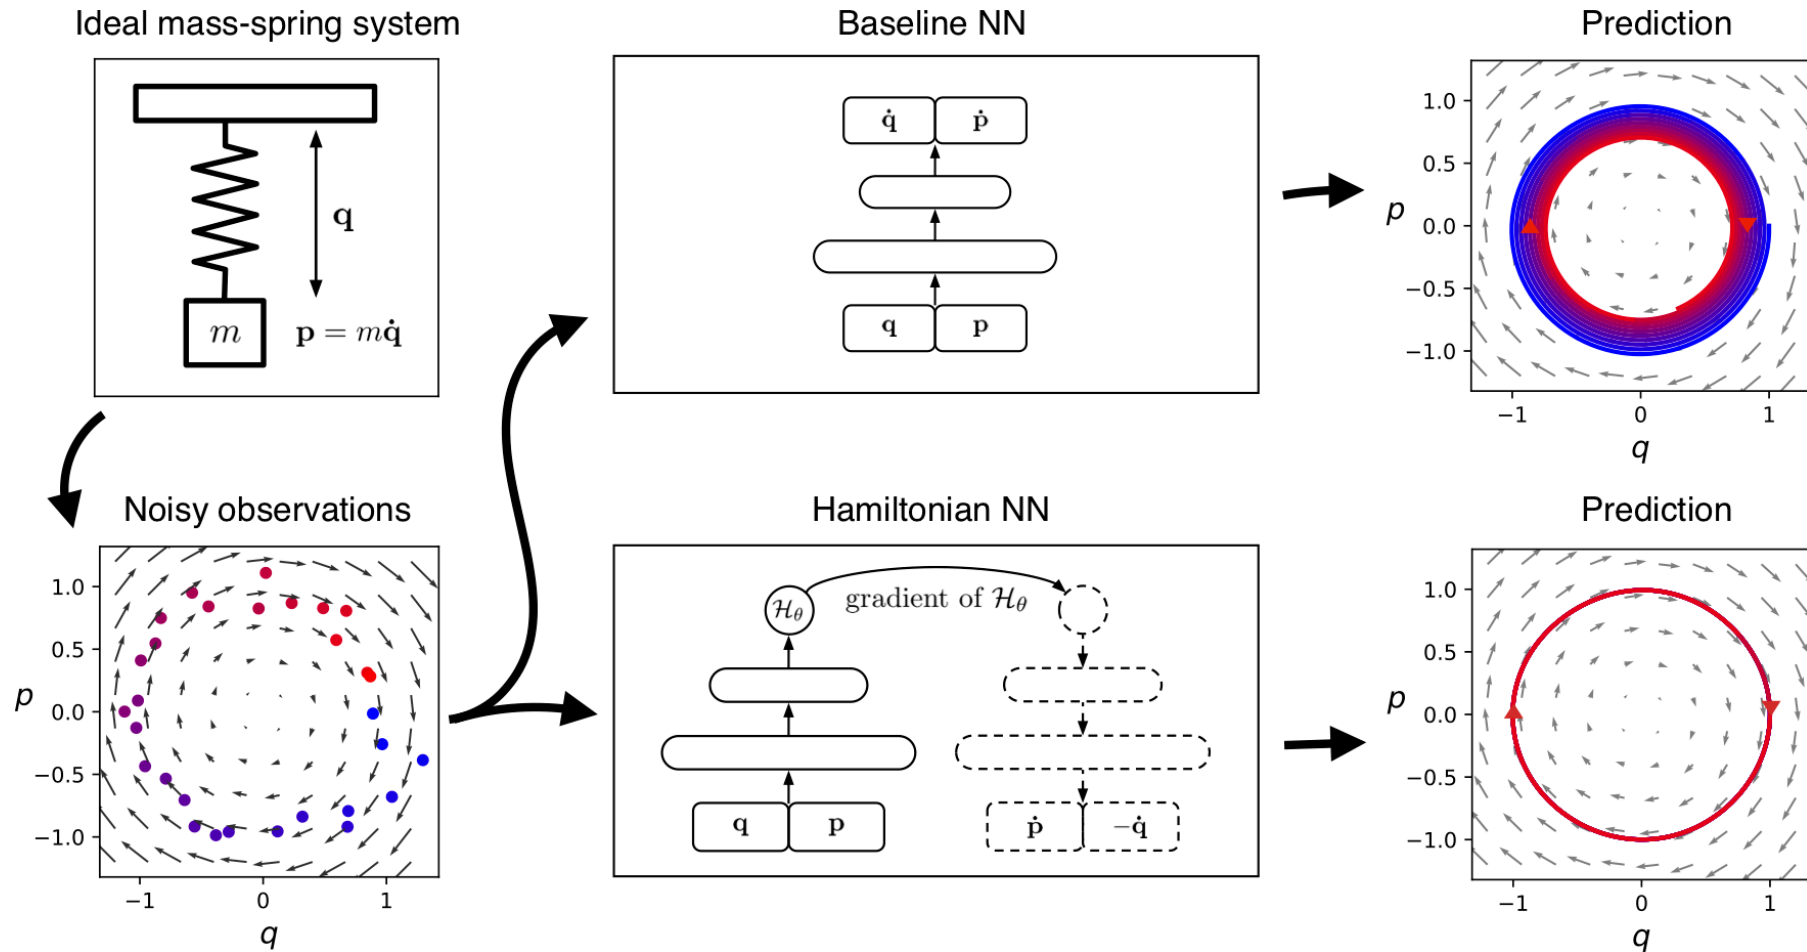 Ideal mass-spring system
q
m
p = mq̇
Noisy observations
1.0
0.5
0.0
−0.5
−1.0
p
−1
0
1
q
Baseline NN
q̇ ṗ
q p
Hamiltonian NN
ℋθ
gradient of ℋθ
q p
ṗ −q̇
Prediction
1.0
0.5
0.0
−0.5
−1.0
p
−1
0
1
q
Prediction
1.0
0.5
0.0
−0.5
−1.0
p
−1
0
1
q